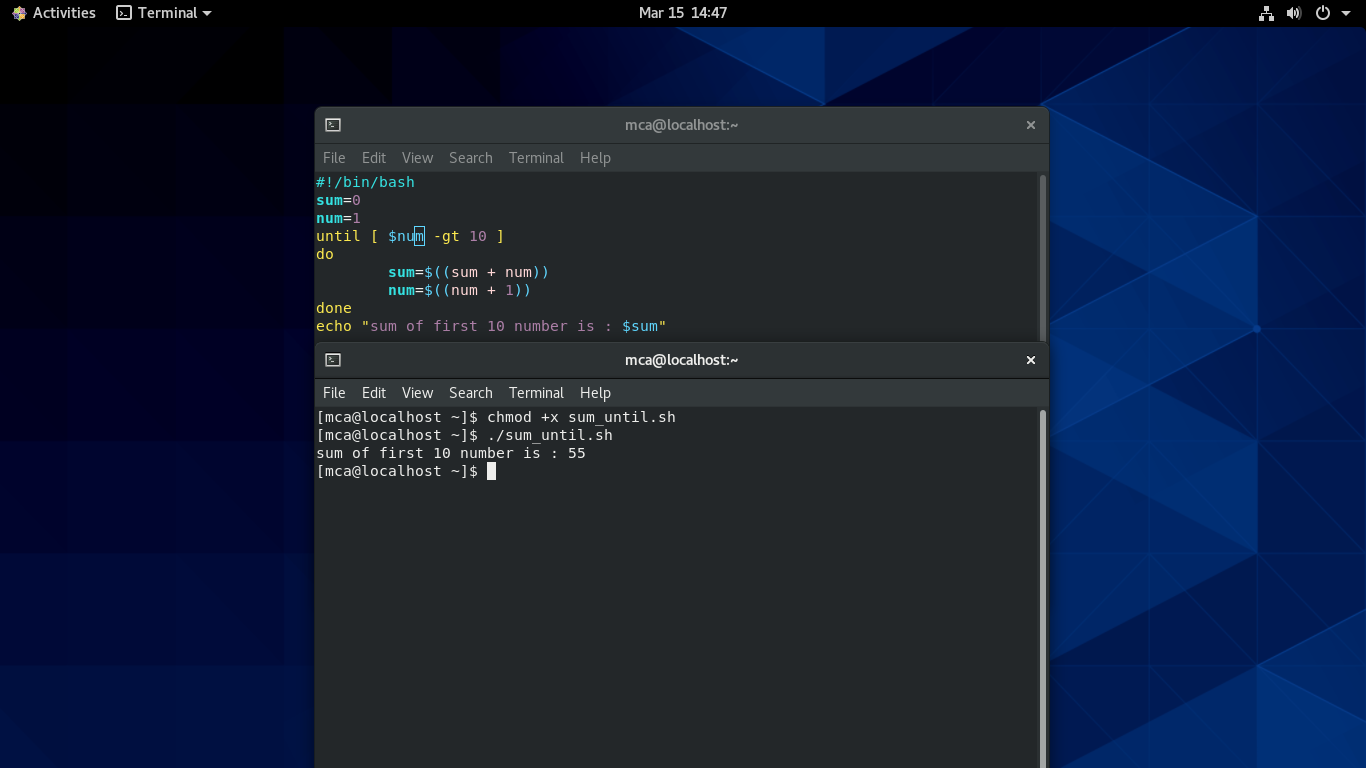 Activities Terminal Mar 15 14:47
mca@localhost:~
File Edit View Search Terminal Help
#!/bin/bash
sum=0
num=1
until [ $num -gt 10 ]
do
        sum=$((sum + num))
        num=$((num + 1))
done
echo "sum of first 10 number is : $sum"
mca@localhost:~
File Edit View Search Terminal Help
[mca@localhost ~]$ chmod +x sum_until.sh
[mca@localhost ~]$ ./sum_until.sh
sum of first 10 number is : 55
[mca@localhost ~]$